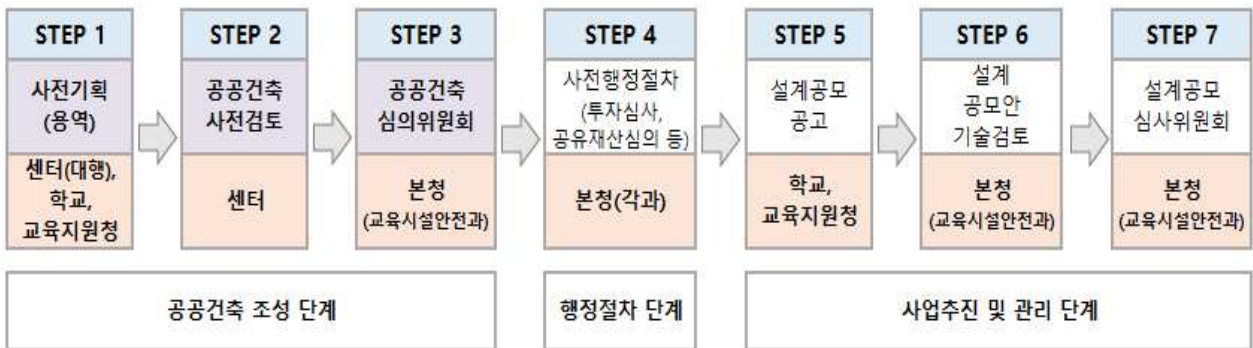 STEP 1
사전기획
(용역)
센터(대행),
학교,
교육지원청
STEP 2
공공건축
사전검토
센터
STEP 3
공공건축
심의위원회
본청
(교육시설안전과)
STEP 4
사전행정절차
(투자심사,
공유재산심의 등)
본청(각과)
STEP 5
설계공모
공고
학교,
교육지원청
STEP 6
설계
공모안
기술검토
본청
(교육시설안전과)
STEP 7
설계공모
심사위원회
본청
(교육시설안전과)
공공건축 조성 단계
행정절차 단계
사업추진 및 관리 단계